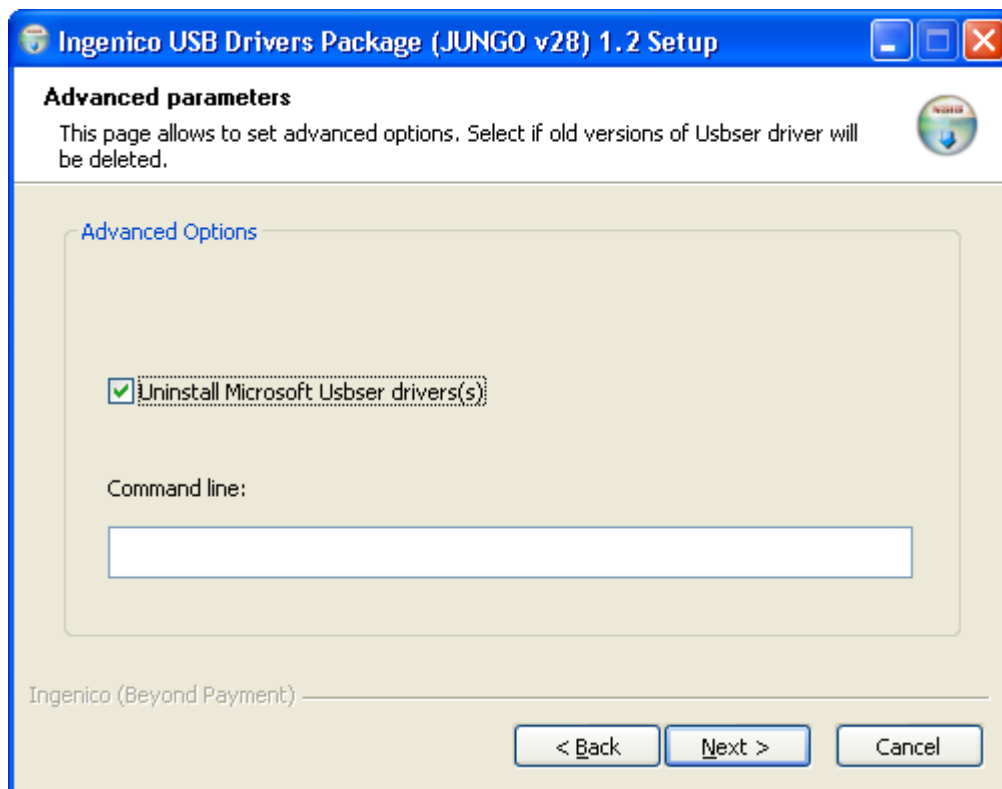 Ingenico USB Drivers Package (JUNGO v28) 1.2 Setup
Advanced parameters
This page allows to set advanced options. Select if old versions of Usbser driver will
be deleted.
Advanced Options
Uninstall Microsoft Usbser drivers(s)
Command line:
Ingenico (Beyond Payment)
< Back
Next >
Cancel